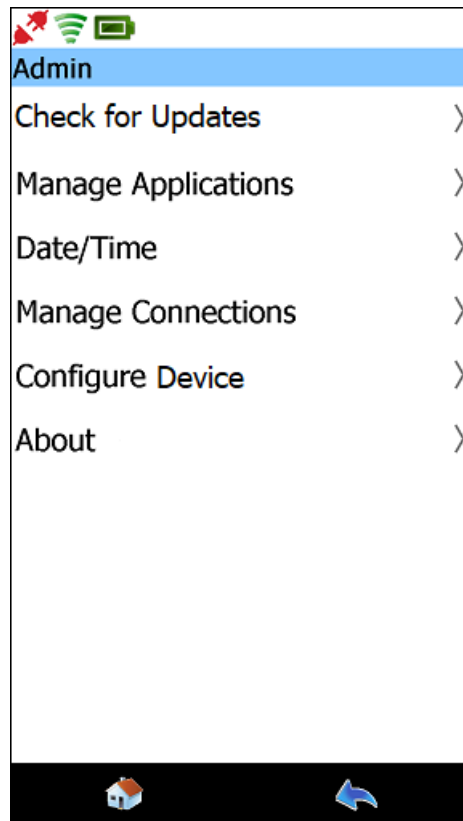 Admin
Check for Updates
Manage Applications
Date/Time
Manage Connections
Configure Device
About